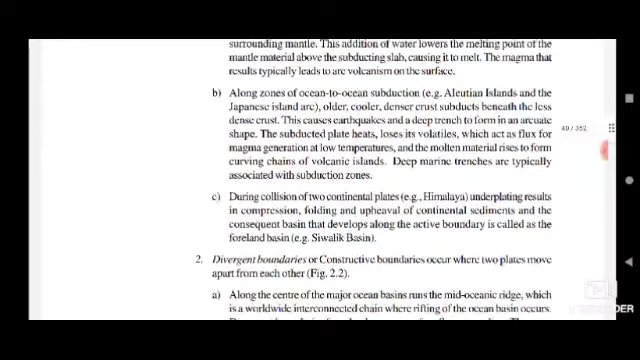 surrounding mantle. This addition of water lowers the melting point of the
mantle material above the subducting slab, causing it to melt. The magma that
results typically leads to arc volcanism on the surface.
b) Along zones of ocean-to-ocean subduction (e.g. Aleutian Islands and the
Japanese island arc), older, cooler, denser crust subducts beneath the less
dense crust. This causes earthquakes and a deep trench to form in an arcuate
shape. The subducted plate heats, loses its volatiles, which act as flux for
magma generation at low temperatures, and the molten material rises to form
curving chains of volcanic islands. Deep marine trenches are typically
associated with subduction zones.
49 / 352
c) During collision of two continental plates (e.g., Himalaya) underplating results
in compression, folding and upheaval of continental sediments and the
consequent basin that develops along the active boundary is called as the
foreland basin (e.g. Siwalik Basin).
2. Divergent boundaries or Constructive boundaries occur where two plates move
apart from each other (Fig. 2.2).
a) Along the centre of the major ocean basins runs the mid-oceanic ridge, which
is a worldwide interconnected chain where rifting of the ocean basin occurs.